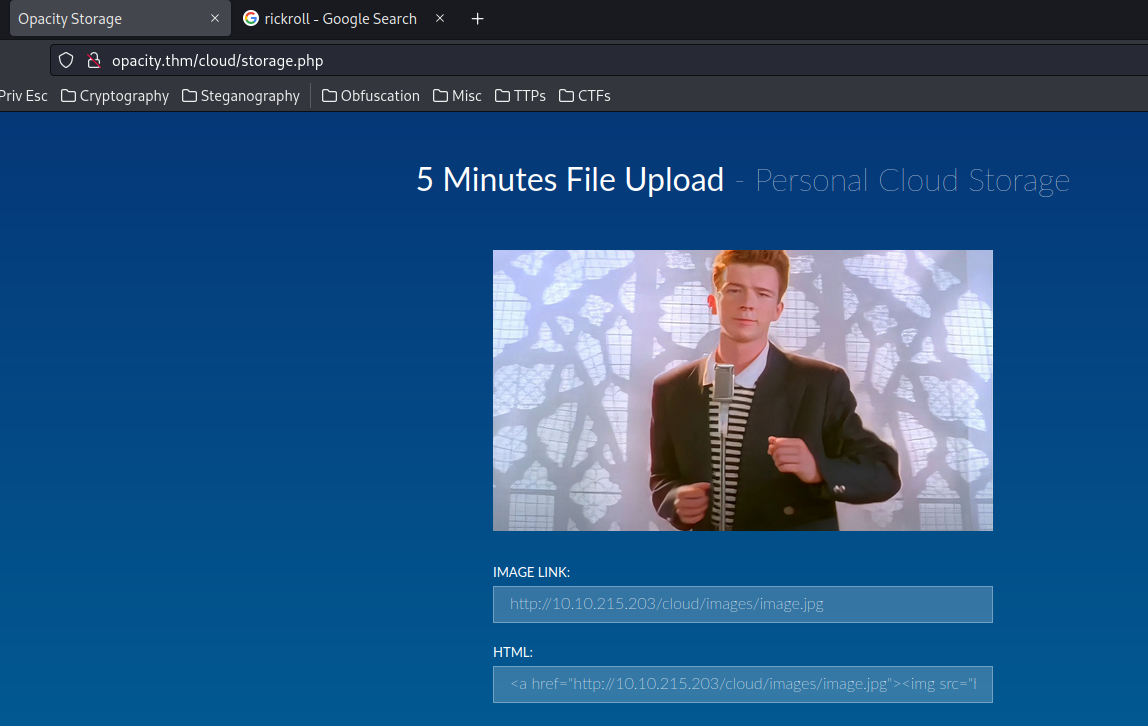 Opacity Storage
rickroll - Google Search
opacity.thm/cloud/storage.php
Priv Esc Cryptography Steganography Obfuscation Misc TTPs CTFs
5 Minutes File Upload - Personal Cloud Storage
IMAGE LINK:
http://10.10.215.203/cloud/images/image.jpg
HTML:
<a href="http://10.10.215.203/cloud/images/image.jpg"><img src="